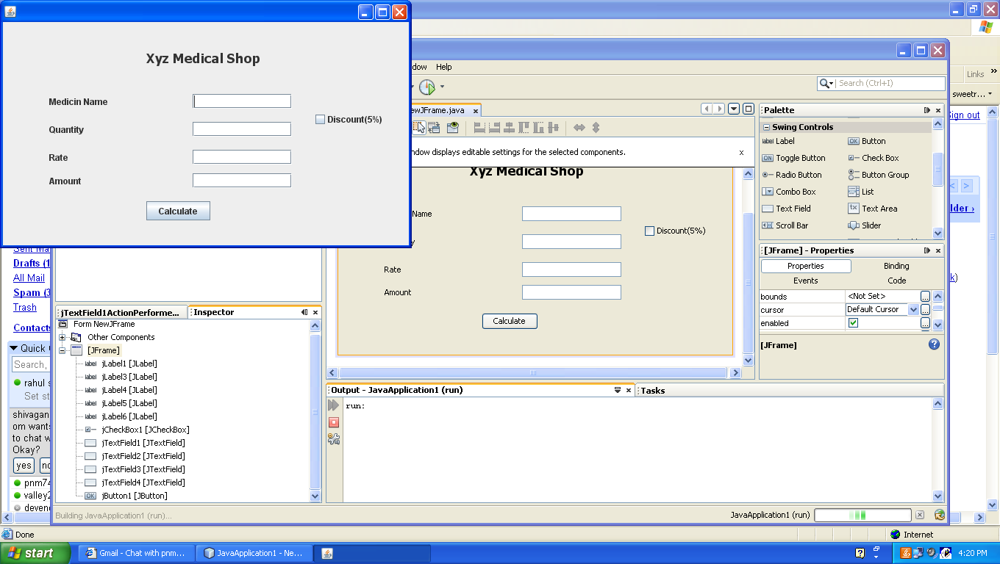 Xyz Medical Shop
Medicin Name
Discount(5%)
Quantity
Rate
Amount
Calculate
Help
Links
Search (Ctrl+I)
sweetr...
ewJFrame.java
Palette
Sign out
Swing Controls
Label
Button
Toggle Button
Check Box
Radio Button
Button Group
Combo Box
List
Text Field
Text Area
Scroll Bar
Slider
ndow displays editable settings for the selected components.
x
Xyz Medical Shop
Name
Discount(5%)
y
Rate
Amount
Calculate
[JFrame] - Properties
Properties
Binding
Events
Code
bounds
<Not Set>
cursor
Default Cursor
enabled
[JFrame]
Sent Ma
Drafts (1
All Mail
Spam (3
Trash
Contacts
Quick
Search,
rahul s
Set st
shivagan
om wants
to chat w
Okay?
yes
no
pnm74
valley2
devend
jTextField1ActionPerforme...
Inspector
Form NewJFrame
Other Components
[JFrame]
jLabel1 [JLabel]
jLabel3 [JLabel]
jLabel4 [JLabel]
jLabel5 [JLabel]
jLabel6 [JLabel]
jCheckBox1 [JCheckBox]
jTextField1 [JTextField]
jTextField2 [JTextField]
jTextField3 [JTextField]
jTextField4 [JTextField]
jButton1 [JButton]
Output - JavaApplication1 (run)
Tasks
run:
Building JavaApplication1 (run)...
JavaApplication1 (run)
Done
Internet
start
Gmail - Chat with pnm...
JavaApplication1 - Ne...
4:20 PM